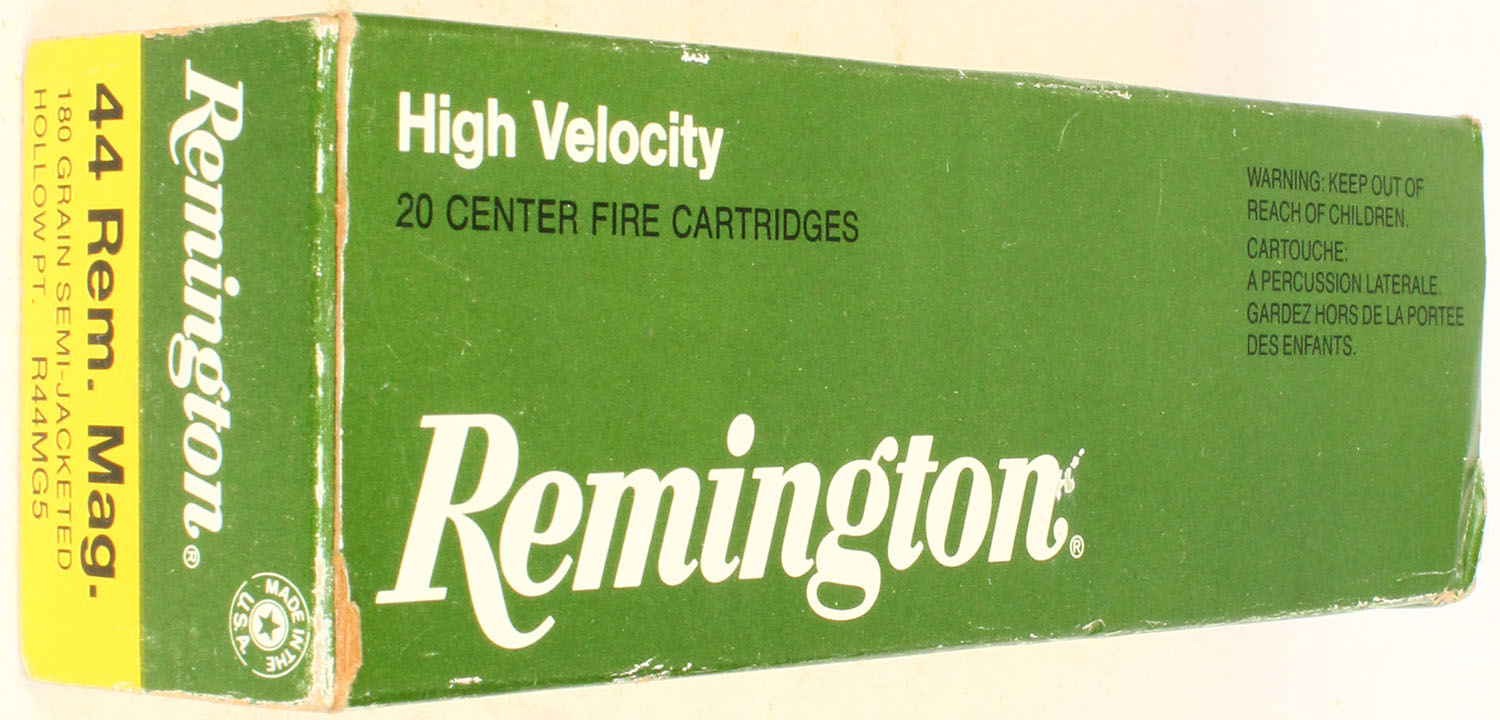 High Velocity
20 CENTER FIRE CARTRIDGES
WARNING: KEEP OUT OF
REACH OF CHILDREN.
CARTOUCHE:
A PERCUSSION LATERALE.
GARDEZ HORS DE LA PORTEE
DES ENFANTS.
Remington®
Remington®
MADE IN THE
U.S.A.
44 Rem. Mag.
180 GRAIN SEMI-JACKETED
HOLLOW PT. R44MG5